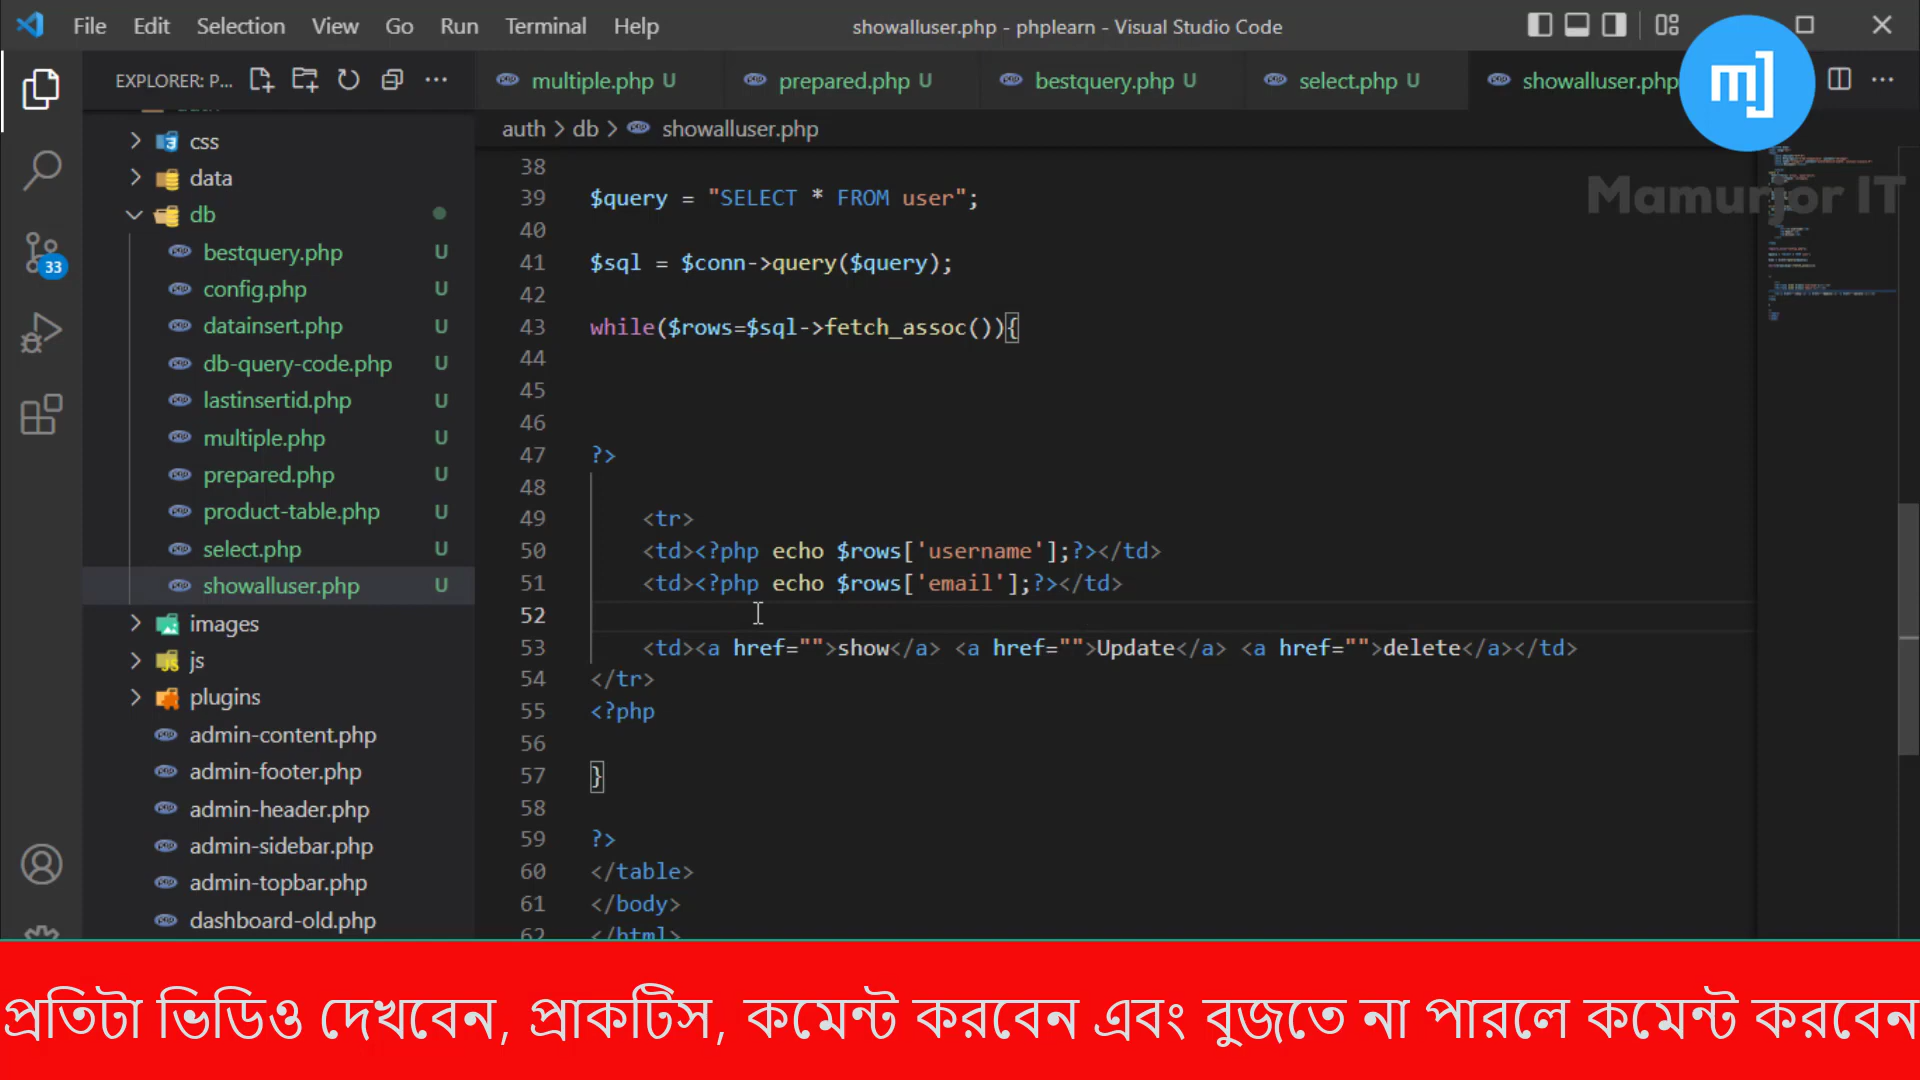 File Edit Selection View Go Run Terminal Help
showalluser.php - phplearn - Visual Studio Code
EXPLORER: P...
multiple.php U
prepared.php U
bestquery.php U
select.php U
showalluser.php
mj
Mamurjor IT
auth > db > showalluser.php
css
data
db
bestquery.php U
config.php U
datainsert.php U
db-query-code.php U
lastinsertid.php U
multiple.php U
prepared.php U
product-table.php U
select.php U
showalluser.php U
images
js
plugins
admin-content.php
admin-footer.php
admin-header.php
admin-sidebar.php
admin-topbar.php
dashboard-old.php
33
38
39 $query = "SELECT * FROM user";
40
41 $sql = $conn->query($query);
42
43 while($rows=$sql->fetch_assoc()){
44
45
46
47 ?>
48
49 <tr>
50 <td><?php echo $rows['username'];?></td>
51 <td><?php echo $rows['email'];?></td>
52
53 <td><a href="">show</a> <a href="">Update</a> <a href="">delete</a></td>
54 </tr>
55 <?php
56
57 }
58
59 ?>
60 </table>
61 </body>
62 </html>
প্রতিটা ভিডিও দেখবেন, প্রাকটিস, কমেন্ট করবেন এবং বুজতে না পারলে কমেন্ট করবেন